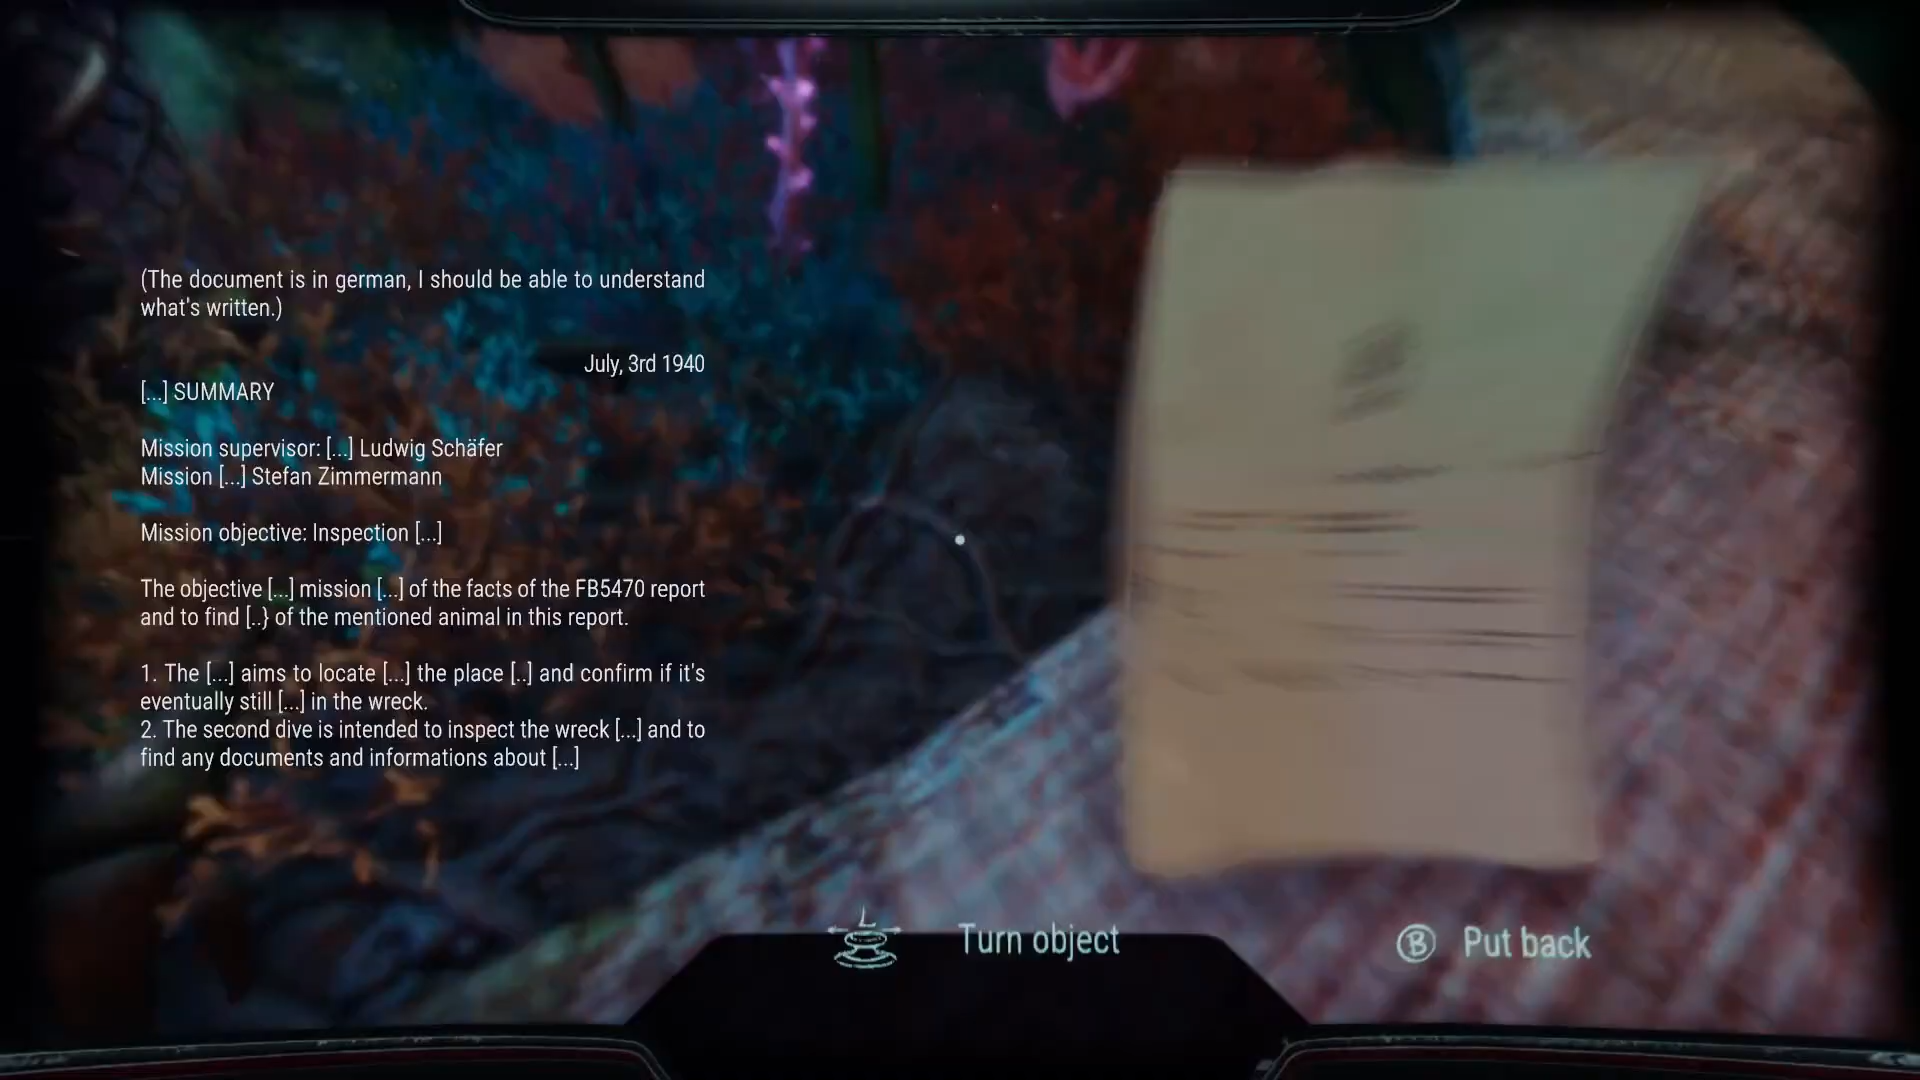 (The document is in german, I should be able to understand
what's written.)
July, 3rd 1940
[...] SUMMARY
Mission supervisor: [...] Ludwig Schäfer
Mission [...] Stefan Zimmermann
Mission objective: Inspection [...]
The objective [...] mission [...] of the facts of the FB5470 report
and to find [..} of the mentioned animal in this report.
1. The [...] aims to locate [...] the place [..] and confirm if it's
eventually still [...] in the wreck.
2. The second dive is intended to inspect the wreck [...] and to
find any documents and informations about [...]
L
Turn object
B Put back